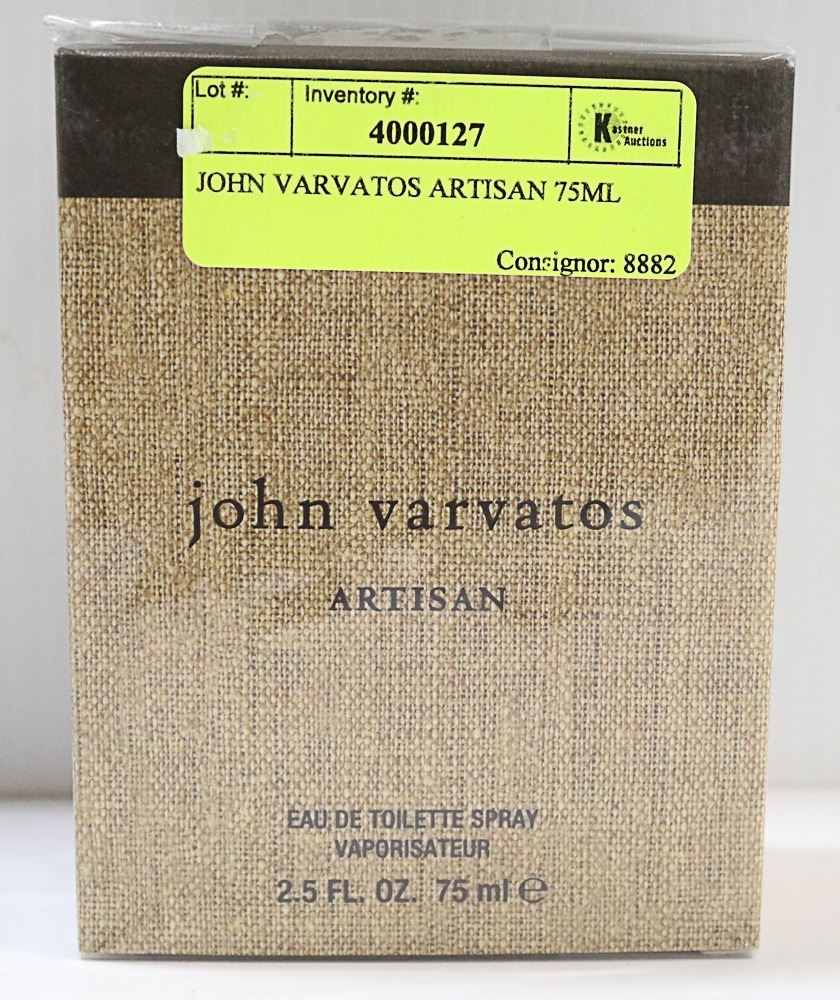 Lot #:
Inventory #:
4000127
Kastner
Auctions
JOHN VARVATOS ARTISAN 75ML
Consignor: 8882
john varvatos
ARTISAN
EAU DE TOILETTE SPRAY
VAPORISATEUR
2.5 FL. OZ. 75 ml ℮